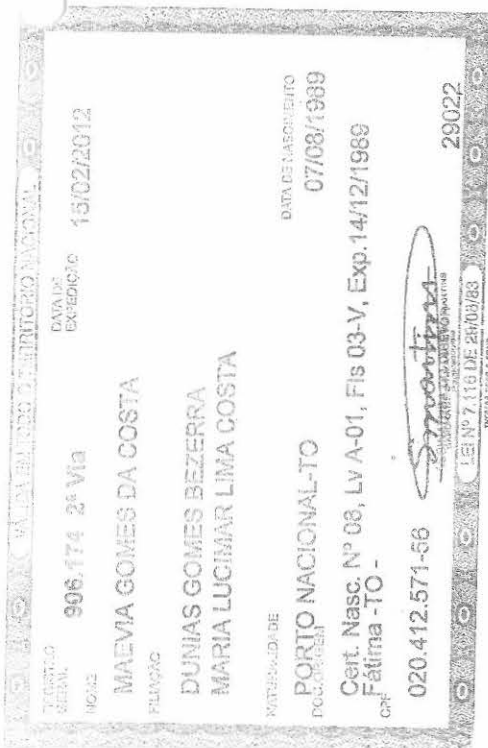 VÁLIDA EM TODO O TERRITÓRIO NACIONAL
REGISTRO GERAL 906.174 2ª Via DATA DE EXPEDIÇÃO 15/02/2012
NOME
MAEVIA GOMES DA COSTA
FILIAÇÃO
DUNIAS GOMES BEZERRA
MARIA LUCIMAR LIMA COSTA
NATURALIDADE DATA DE NASCIMENTO
PORTO NACIONAL-TO 07/08/1989
DOC. ORIGEM
Cert. Nasc. Nº 08, LV A-01, Fls 03-V, Exp.14/12/1989
Fátima -TO -
CPF
020.412.571-56
29022
LEI Nº 7.116 DE 29/08/83